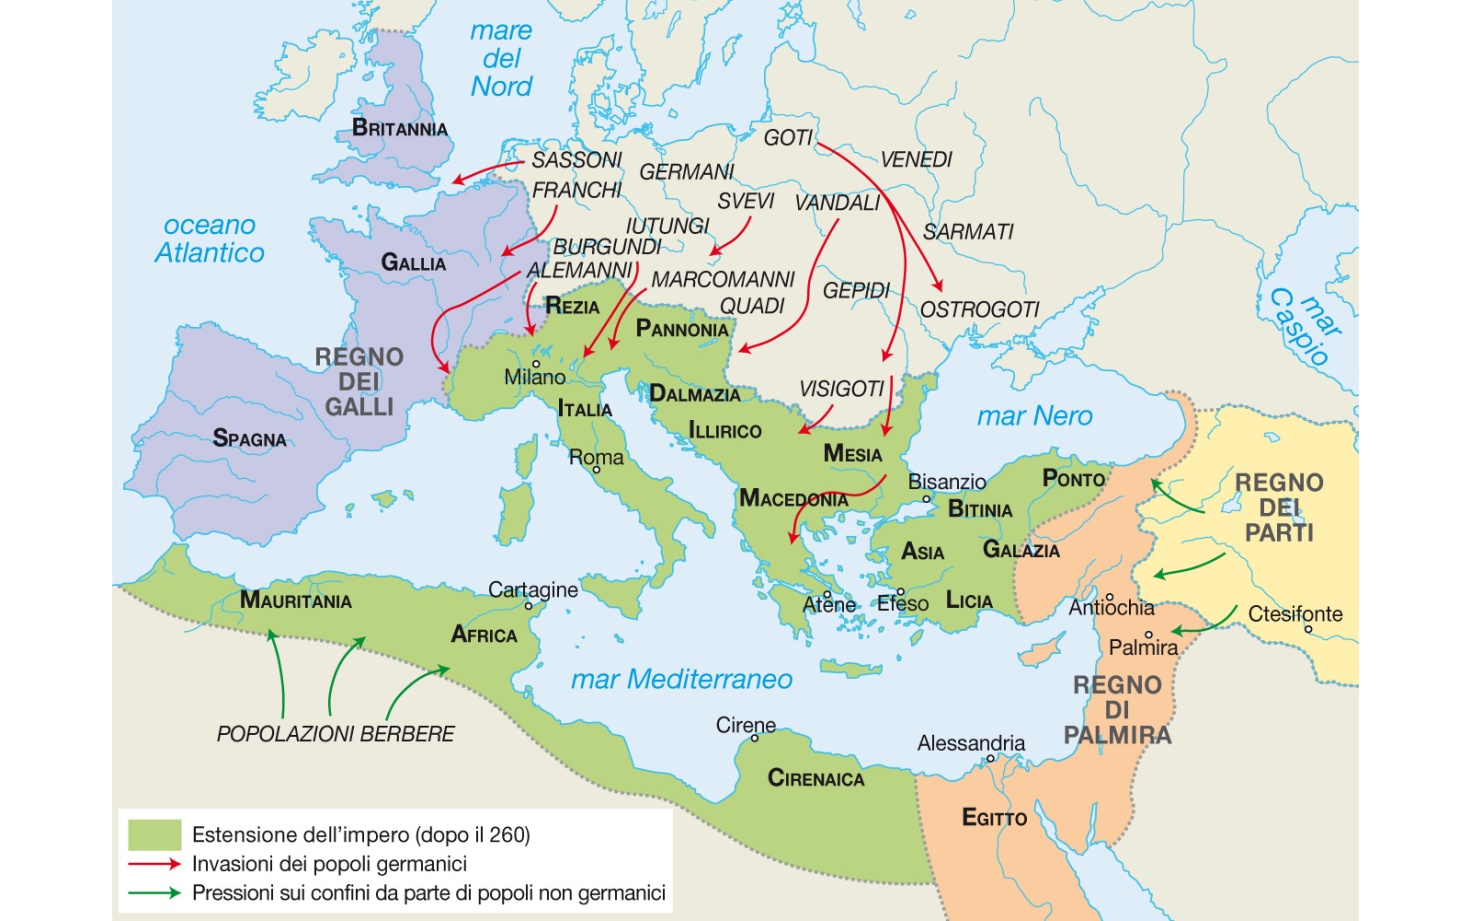 mare
del
Nord
BRITANNIA
GOTI
VENEDI
SASSONI
GERMANI
FRANCHI
SVEVI
VANDALI
oceano
Atlantico
IUTUNGI
SARMATI
BURGUNDI
GALLIA
ALEMANNI
MARCOMANNI
QUADI
GEPIDI
OSTROGOTI
mar
Caspio
REZIA
PANNONIA
REGNO
DEI
GALLI
Milano
VISIGOTI
DALMAZIA
ITALIA
ILLIRICO
mar Nero
SPAGNA
Roma
MESIA
MACEDONIA
Bisanzio
PONTO
BITINIA
REGNO
DEI
PARTI
ASIA
GALAZIA
Cartagine
MAURITANIA
AFRICA
Atene
Efeso
LICIA
Antiochia
Ctesifonte
Palmira
mar Mediterraneo
REGNO
DI
PALMIRA
POPOLAZIONI BERBERE
Cirene
Alessandria
CIRENAICA
EGITTO
Estensione dell'impero (dopo il 260)
Invasioni dei popoli germanici
Pressioni sui confini da parte di popoli non germanici